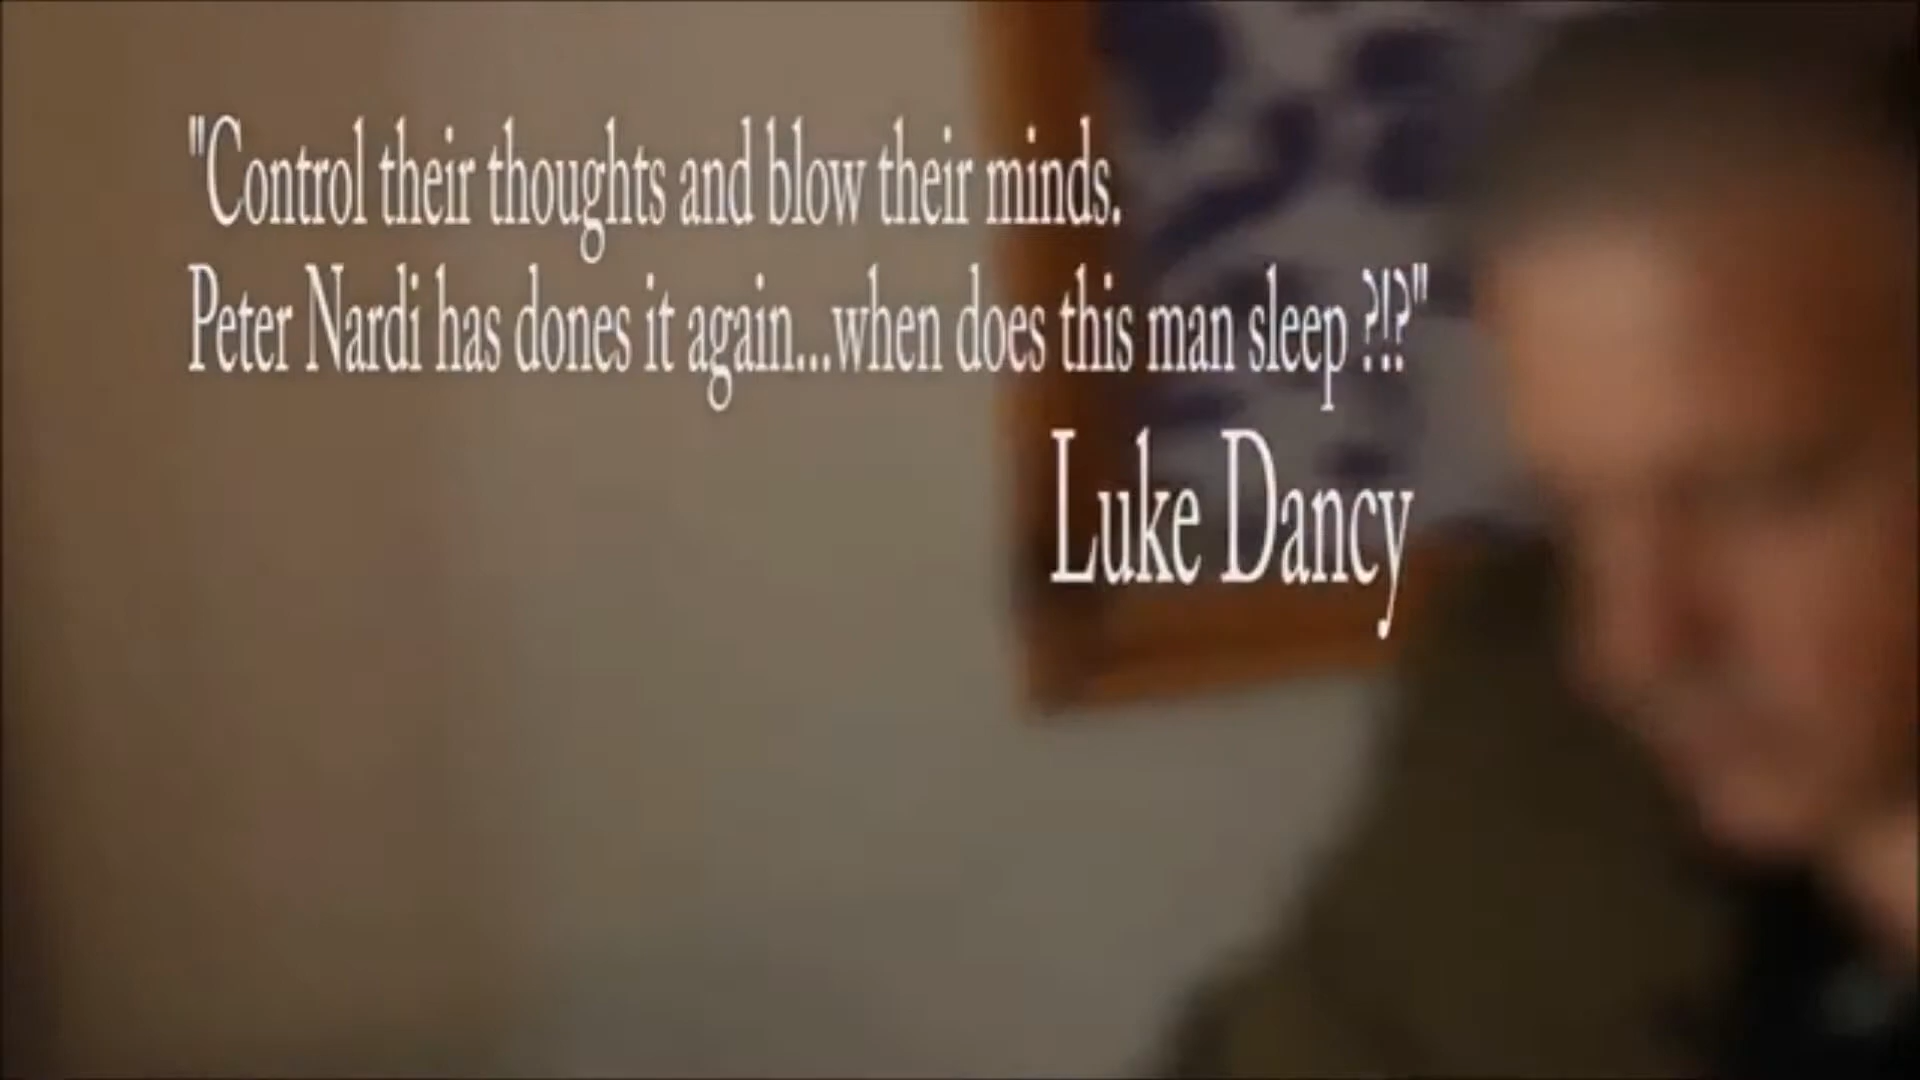 "Control their thoughts and blow their minds.
Peter Nardi has dones it again...when does this man sleep ?!?"
Luke Dancy